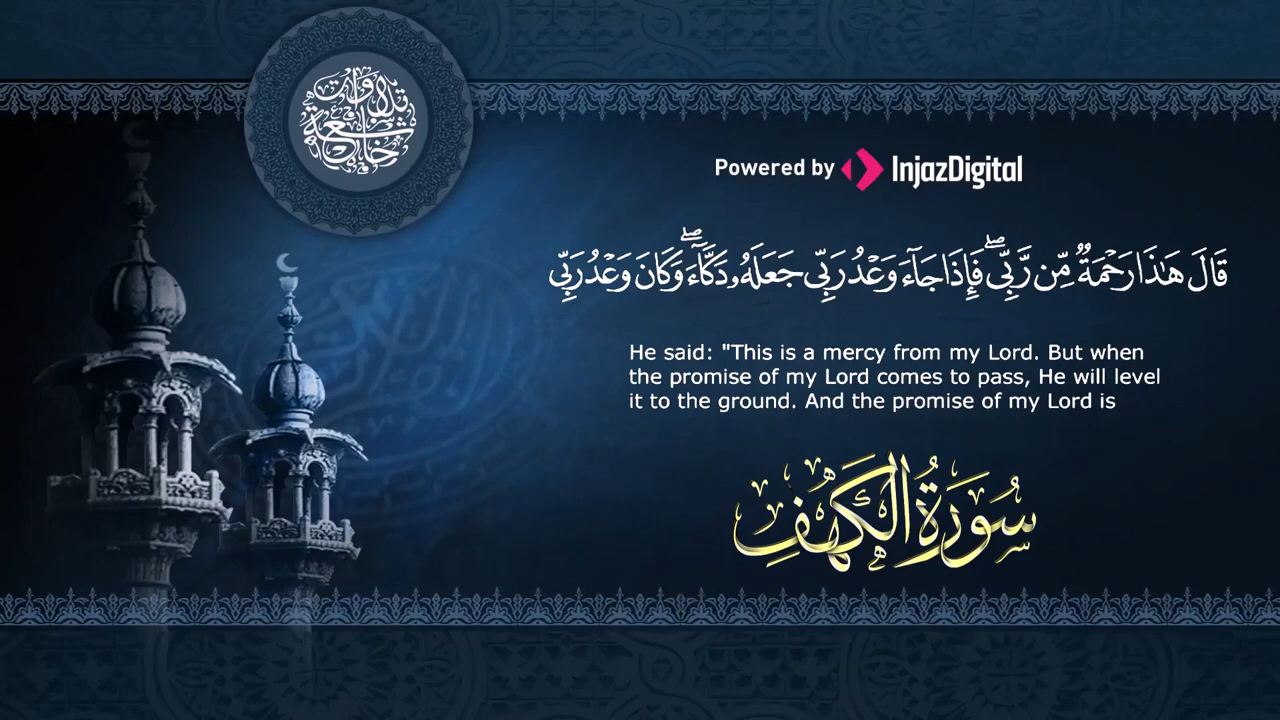 تلاوات
خاشعة
Powered by InjazDigital
قَالَ هَٰذَا رَحْمَةٌ مِّن رَّبِّي ۖ فَإِذَا جَاءَ وَعْدُ رَبِّي جَعَلَهُ دَكَّاءَ ۖ وَكَانَ وَعْدُ رَبِّي
He said: "This is a mercy from my Lord. But when
the promise of my Lord comes to pass, He will level
it to the ground. And the promise of my Lord is
سُورَةُ الْكَهْفِ